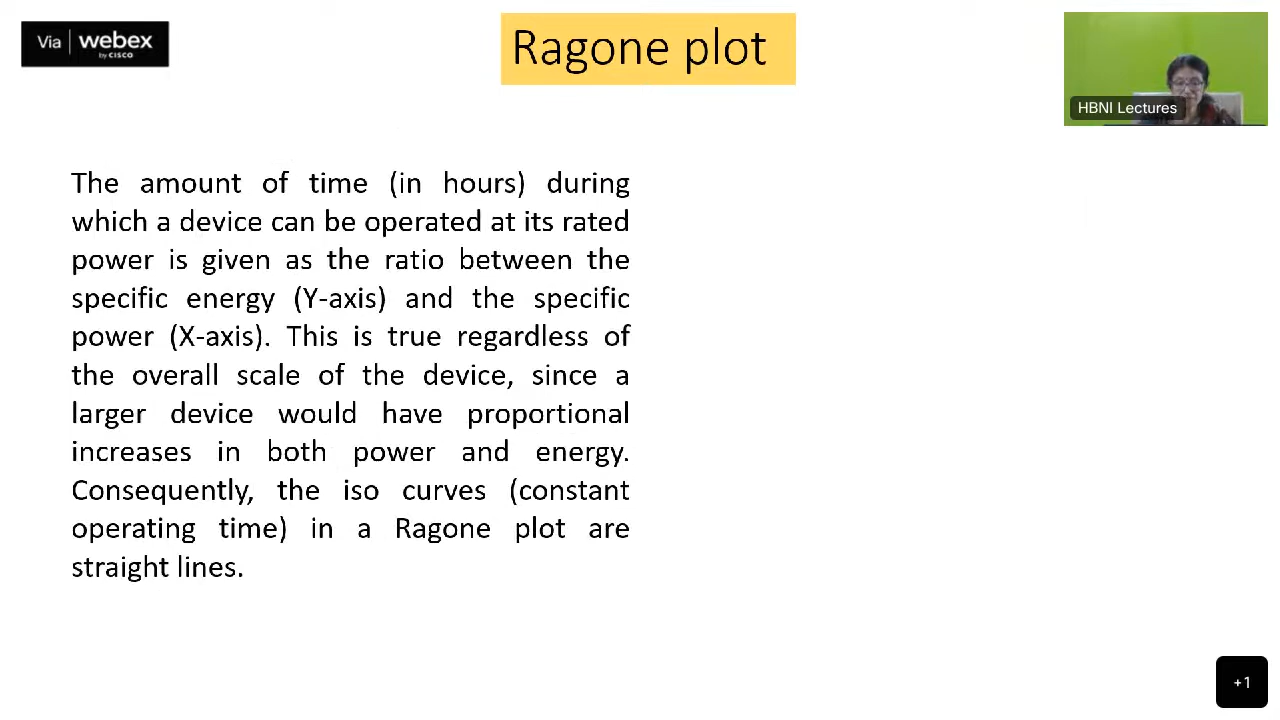 Via | webex
by CISCO
Ragone plot
HBNI Lectures
The amount of time (in hours) during
which a device can be operated at its rated
power is given as the ratio between the
specific energy (Y-axis) and the specific
power (X-axis). This is true regardless of
the overall scale of the device, since a
larger device would have proportional
increases in both power and energy.
Consequently, the iso curves (constant
operating time) in a Ragone plot are
straight lines.
+1